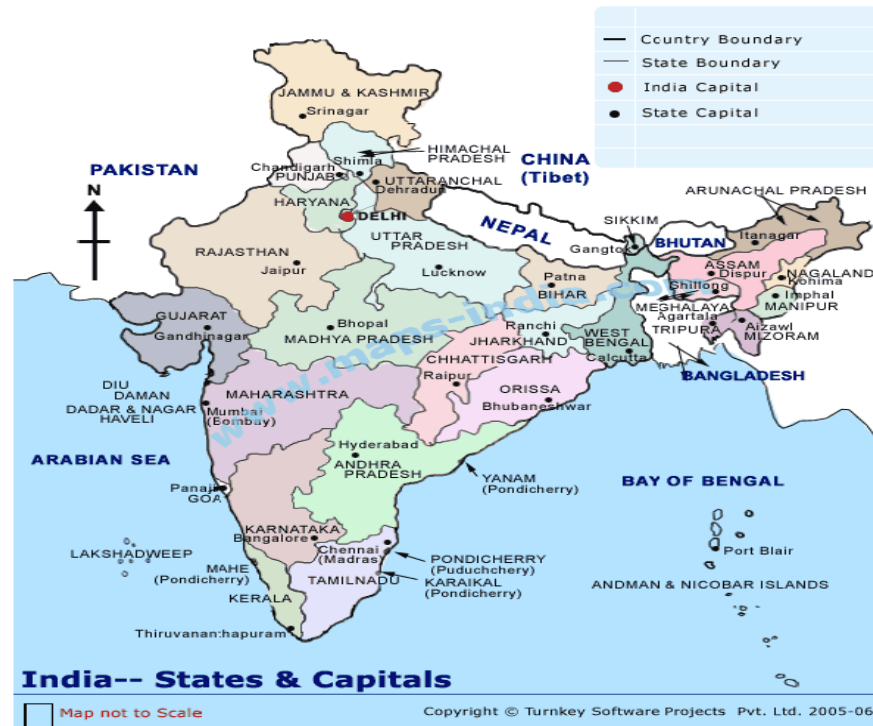 Country Boundary
State Boundary
India Capital
State Capital
JAMMU & KASHMIR
Srinagar
HIMACHAL
PRADESH
PAKISTAN
CHINA
(Tibet)
Chandigarh
Shimla
PUNJAB
UTTARANCHAL
Dehradun
ARUNACHAL PRADESH
N
HARYANA
DELHI
NEPAL
SIKKIM
Gangtok
BHUTAN
Itanagar
RAJASTHAN
Jaipur
UTTAR
PRADESH
Lucknow
Patna
BIHAR
ASSAM
Dispur
NAGALAND
Kohima
Shillong
MEGHALAYA
Imphal
MANIPUR
GUJARAT
Gandhinagar
Bhopal
MADHYA PRADESH
Ranchi
JHARKHAND
WEST
BENGAL
Calcutta
Agartala
TRIPURA
Aizawl
MIZORAM
CHHATTISGARH
Raipur
ORISSA
Bhubaneshwar
BANGLADESH
DIU
DAMAN
DADAR & NAGAR
HAVELI
MAHARASHTRA
Mumbai
(Bombay)
www.maps-india.com
Hyderabad
ANDHRA
PRADESH
ARABIAN SEA
YANAM
(Pondicherry)
BAY OF BENGAL
Panaji
GOA
KARNATAKA
Bangalore
Chennai
(Madras)
Port Blair
LAKSHADWEEP
MAHE
(Pondicherry)
PONDICHERRY
(Puduchchery)
KARAIKAL
(Pondicherry)
TAMILNADU
ANDMAN & NICOBAR ISLANDS
KERALA
Thiruvananthapuram
India-- States & Capitals
Map not to Scale
Copyright © Turnkey Software Projects Pvt. Ltd. 2005-06